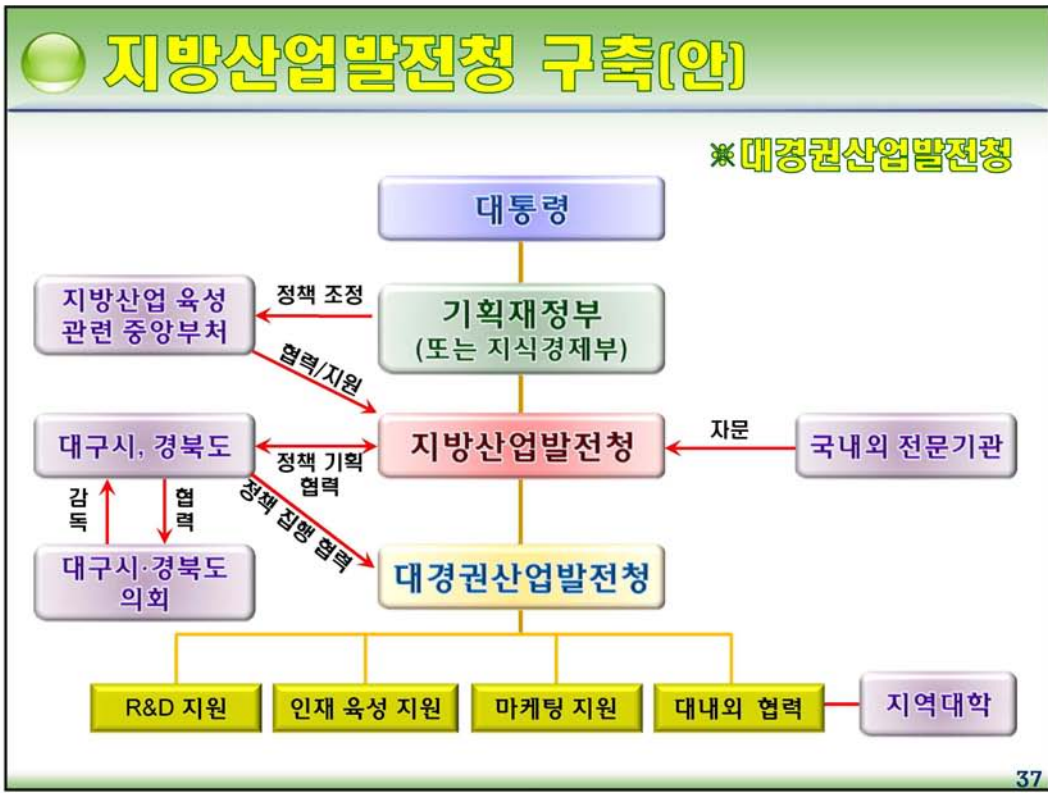 지방산업발전청 구축(안)
※대경권산업발전청
대통령
지방산업 육성
관련 중앙부처
정책 조정
기획재정부
(또는 지식경제부)
협력/지원
대구시, 경북도
정책 기획
협력
지방산업발전청
자문
국내외 전문기관
감독
협력
정책 집행 협력
대구시·경북도
의회
대경권산업발전청
R&D 지원
인재 육성 지원
마케팅 지원
대내외 협력
지역대학
37